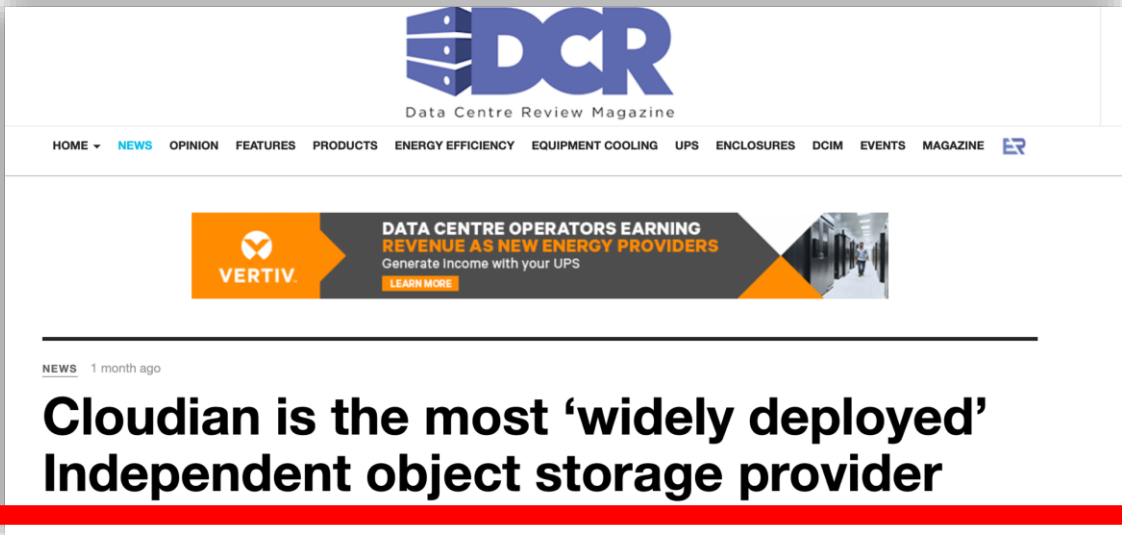 DCR
Data Centre Review Magazine
HOME NEWS OPINION FEATURES PRODUCTS ENERGY EFFICIENCY EQUIPMENT COOLING UPS ENCLOSURES DCIM EVENTS MAGAZINE ER
VERTIV.
DATA CENTRE OPERATORS EARNING
REVENUE AS NEW ENERGY PROVIDERS
Generate income with your UPS
LEARN MORE
NEWS 1 month ago
Cloudian is the most ‘widely deployed’
Independent object storage provider